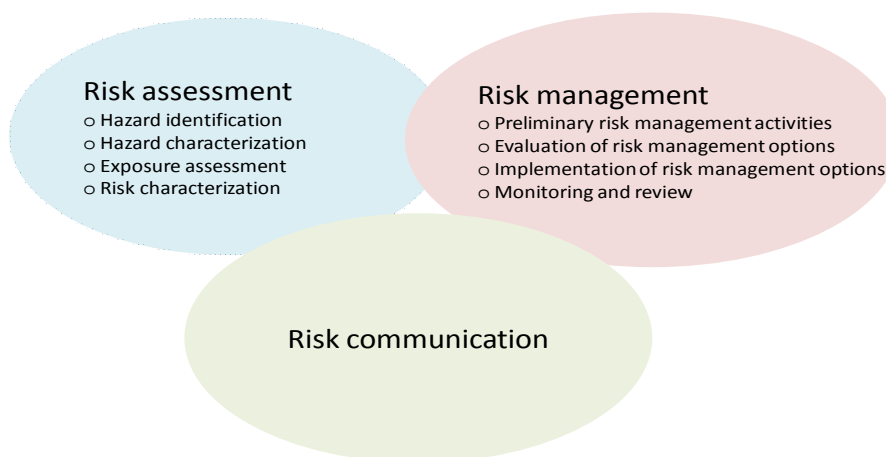 Risk assessment
o Hazard identification
o Hazard characterization
o Exposure assessment
o Risk characterization
Risk management
o Preliminary risk management activities
o Evaluation of risk management options
o Implementation of risk management options
o Monitoring and review
Risk communication